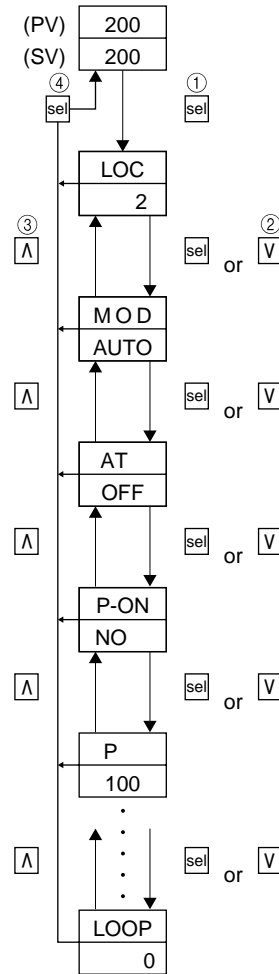 (PV) 200
(SV) 200
④ ①
sel sel
LOC
2
③ ②
∧ sel or ∨
MOD
AUTO
∧ sel or ∨
AT
OFF
∧ sel or ∨
P-ON
NO
∧ sel or ∨
P
100
∧ sel or ∨
LOOP
0